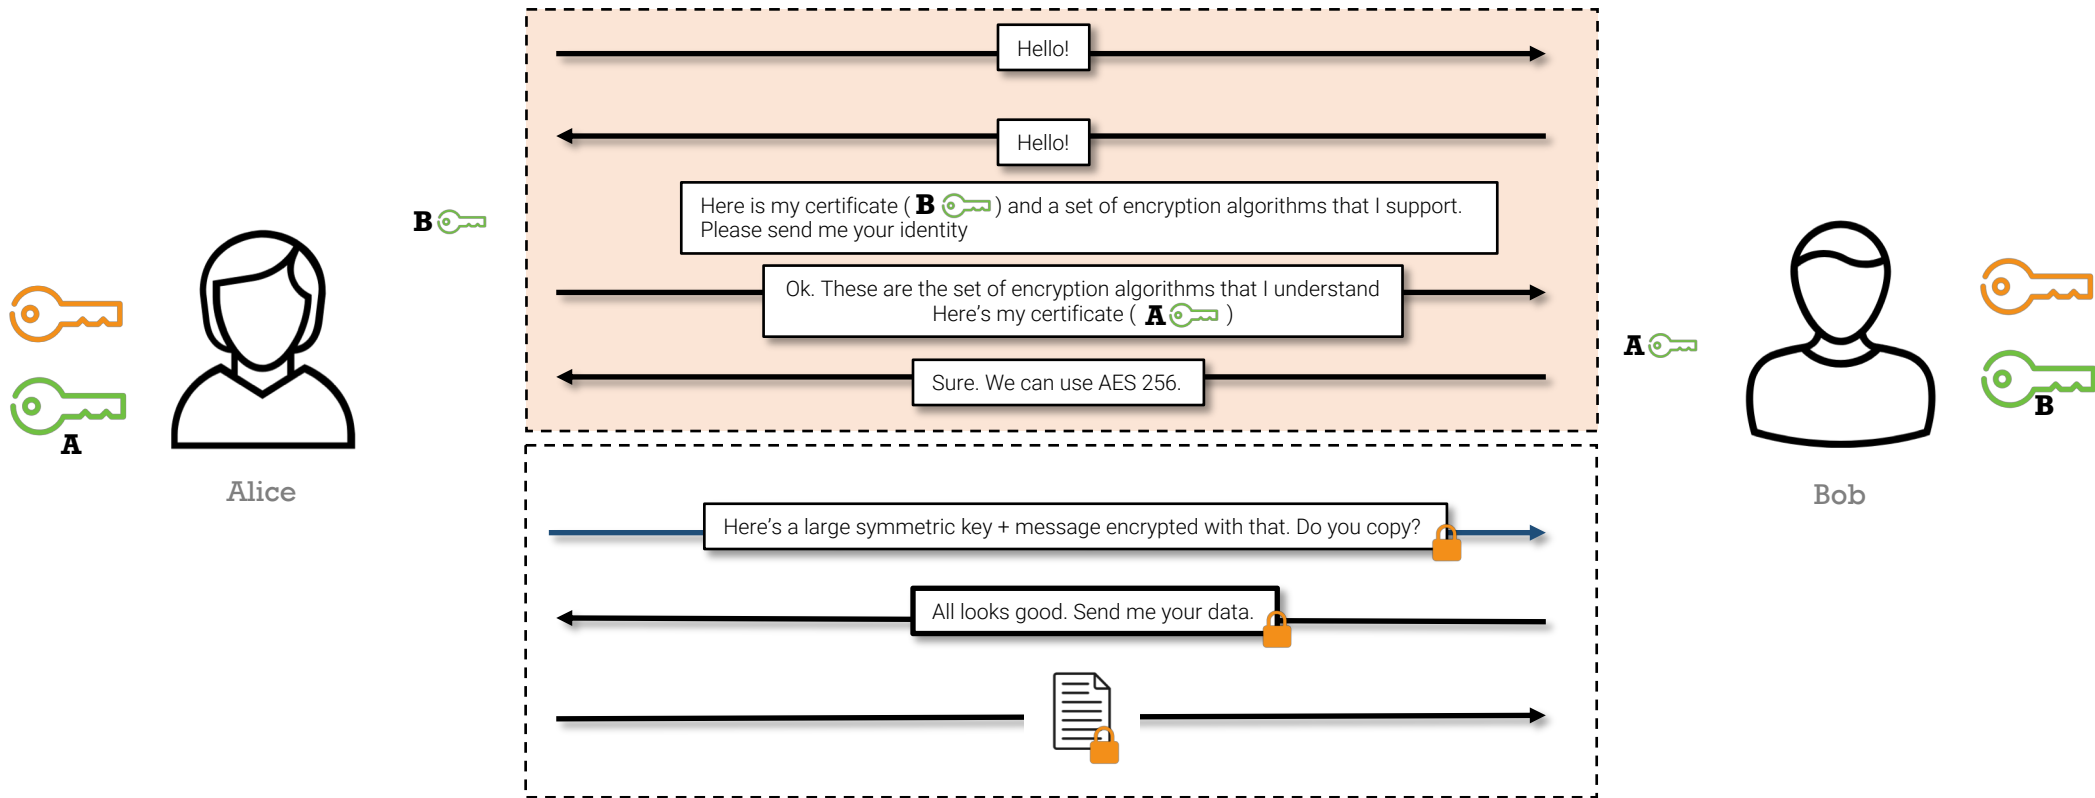 Hello!
Hello!
Here is my certificate ( B ) and a set of encryption algorithms that I support.
Please send me your identity
B
Ok. These are the set of encryption algorithms that I understand
Here's my certificate ( A )
A
Sure. We can use AES 256.
A
B
Alice
Bob
Here's a large symmetric key + message encrypted with that. Do you copy?
All looks good. Send me your data.